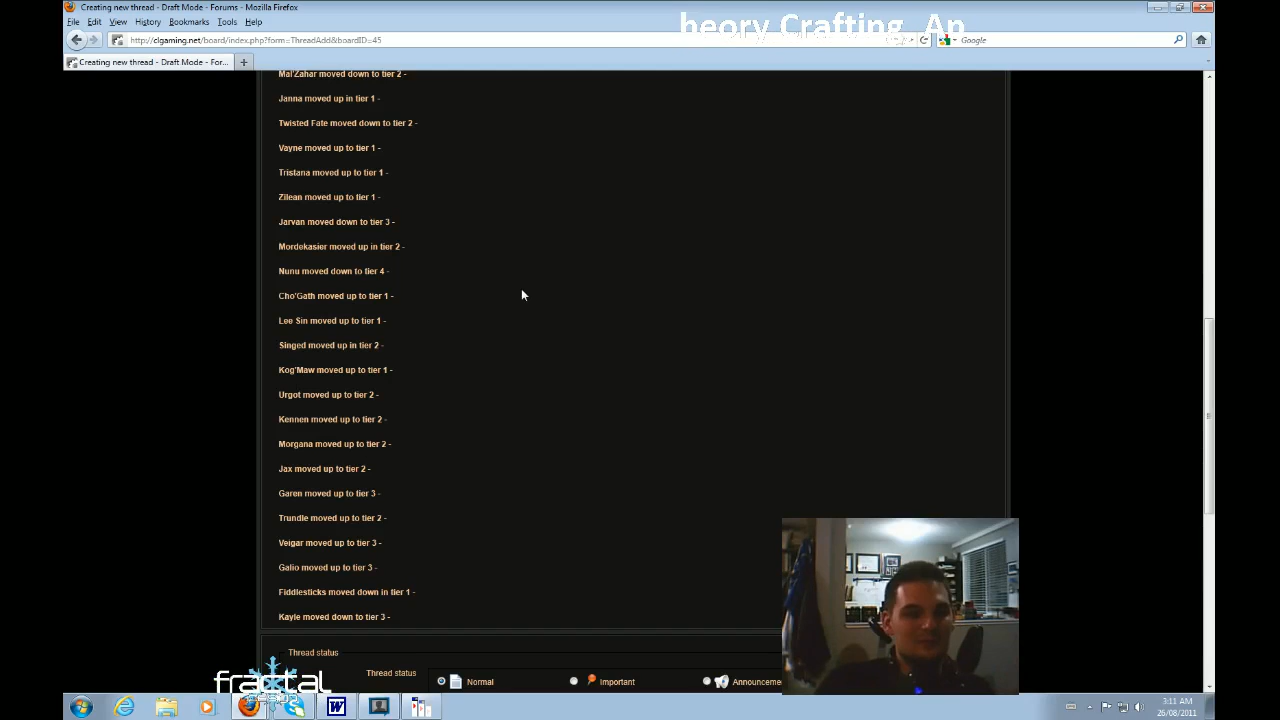 Creating new thread - Draft Mode - Forums - Mozilla Firefox
heory Crafting, An
File Edit View History Bookmarks Tools Help
http://clgaming.net/board/index.php?form=ThreadAdd&boardID=45
Google
Creating new thread - Draft Mode - For...
Mal'Zahar moved down to tier 2 -
Janna moved up in tier 1 -
Twisted Fate moved down to tier 2 -
Vayne moved up to tier 1 -
Tristana moved up to tier 1 -
Zilean moved up to tier 1 -
Jarvan moved down to tier 3 -
Mordekasier moved up in tier 2 -
Nunu moved down to tier 4 -
Cho'Gath moved up to tier 1 -
Lee Sin moved up to tier 1 -
Singed moved up in tier 2 -
Kog'Maw moved up to tier 1 -
Urgot moved up to tier 2 -
Kennen moved up to tier 2 -
Morgana moved up to tier 2 -
Jax moved up to tier 2 -
Garen moved up to tier 3 -
Trundle moved up to tier 2 -
Veigar moved up to tier 3 -
Galio moved up to tier 3 -
Fiddlesticks moved down in tier 1 -
Kayle moved down to tier 3 -
Thread status
Thread status Normal Important Announcemen
fractal
design
3:11 AM
26/08/2011